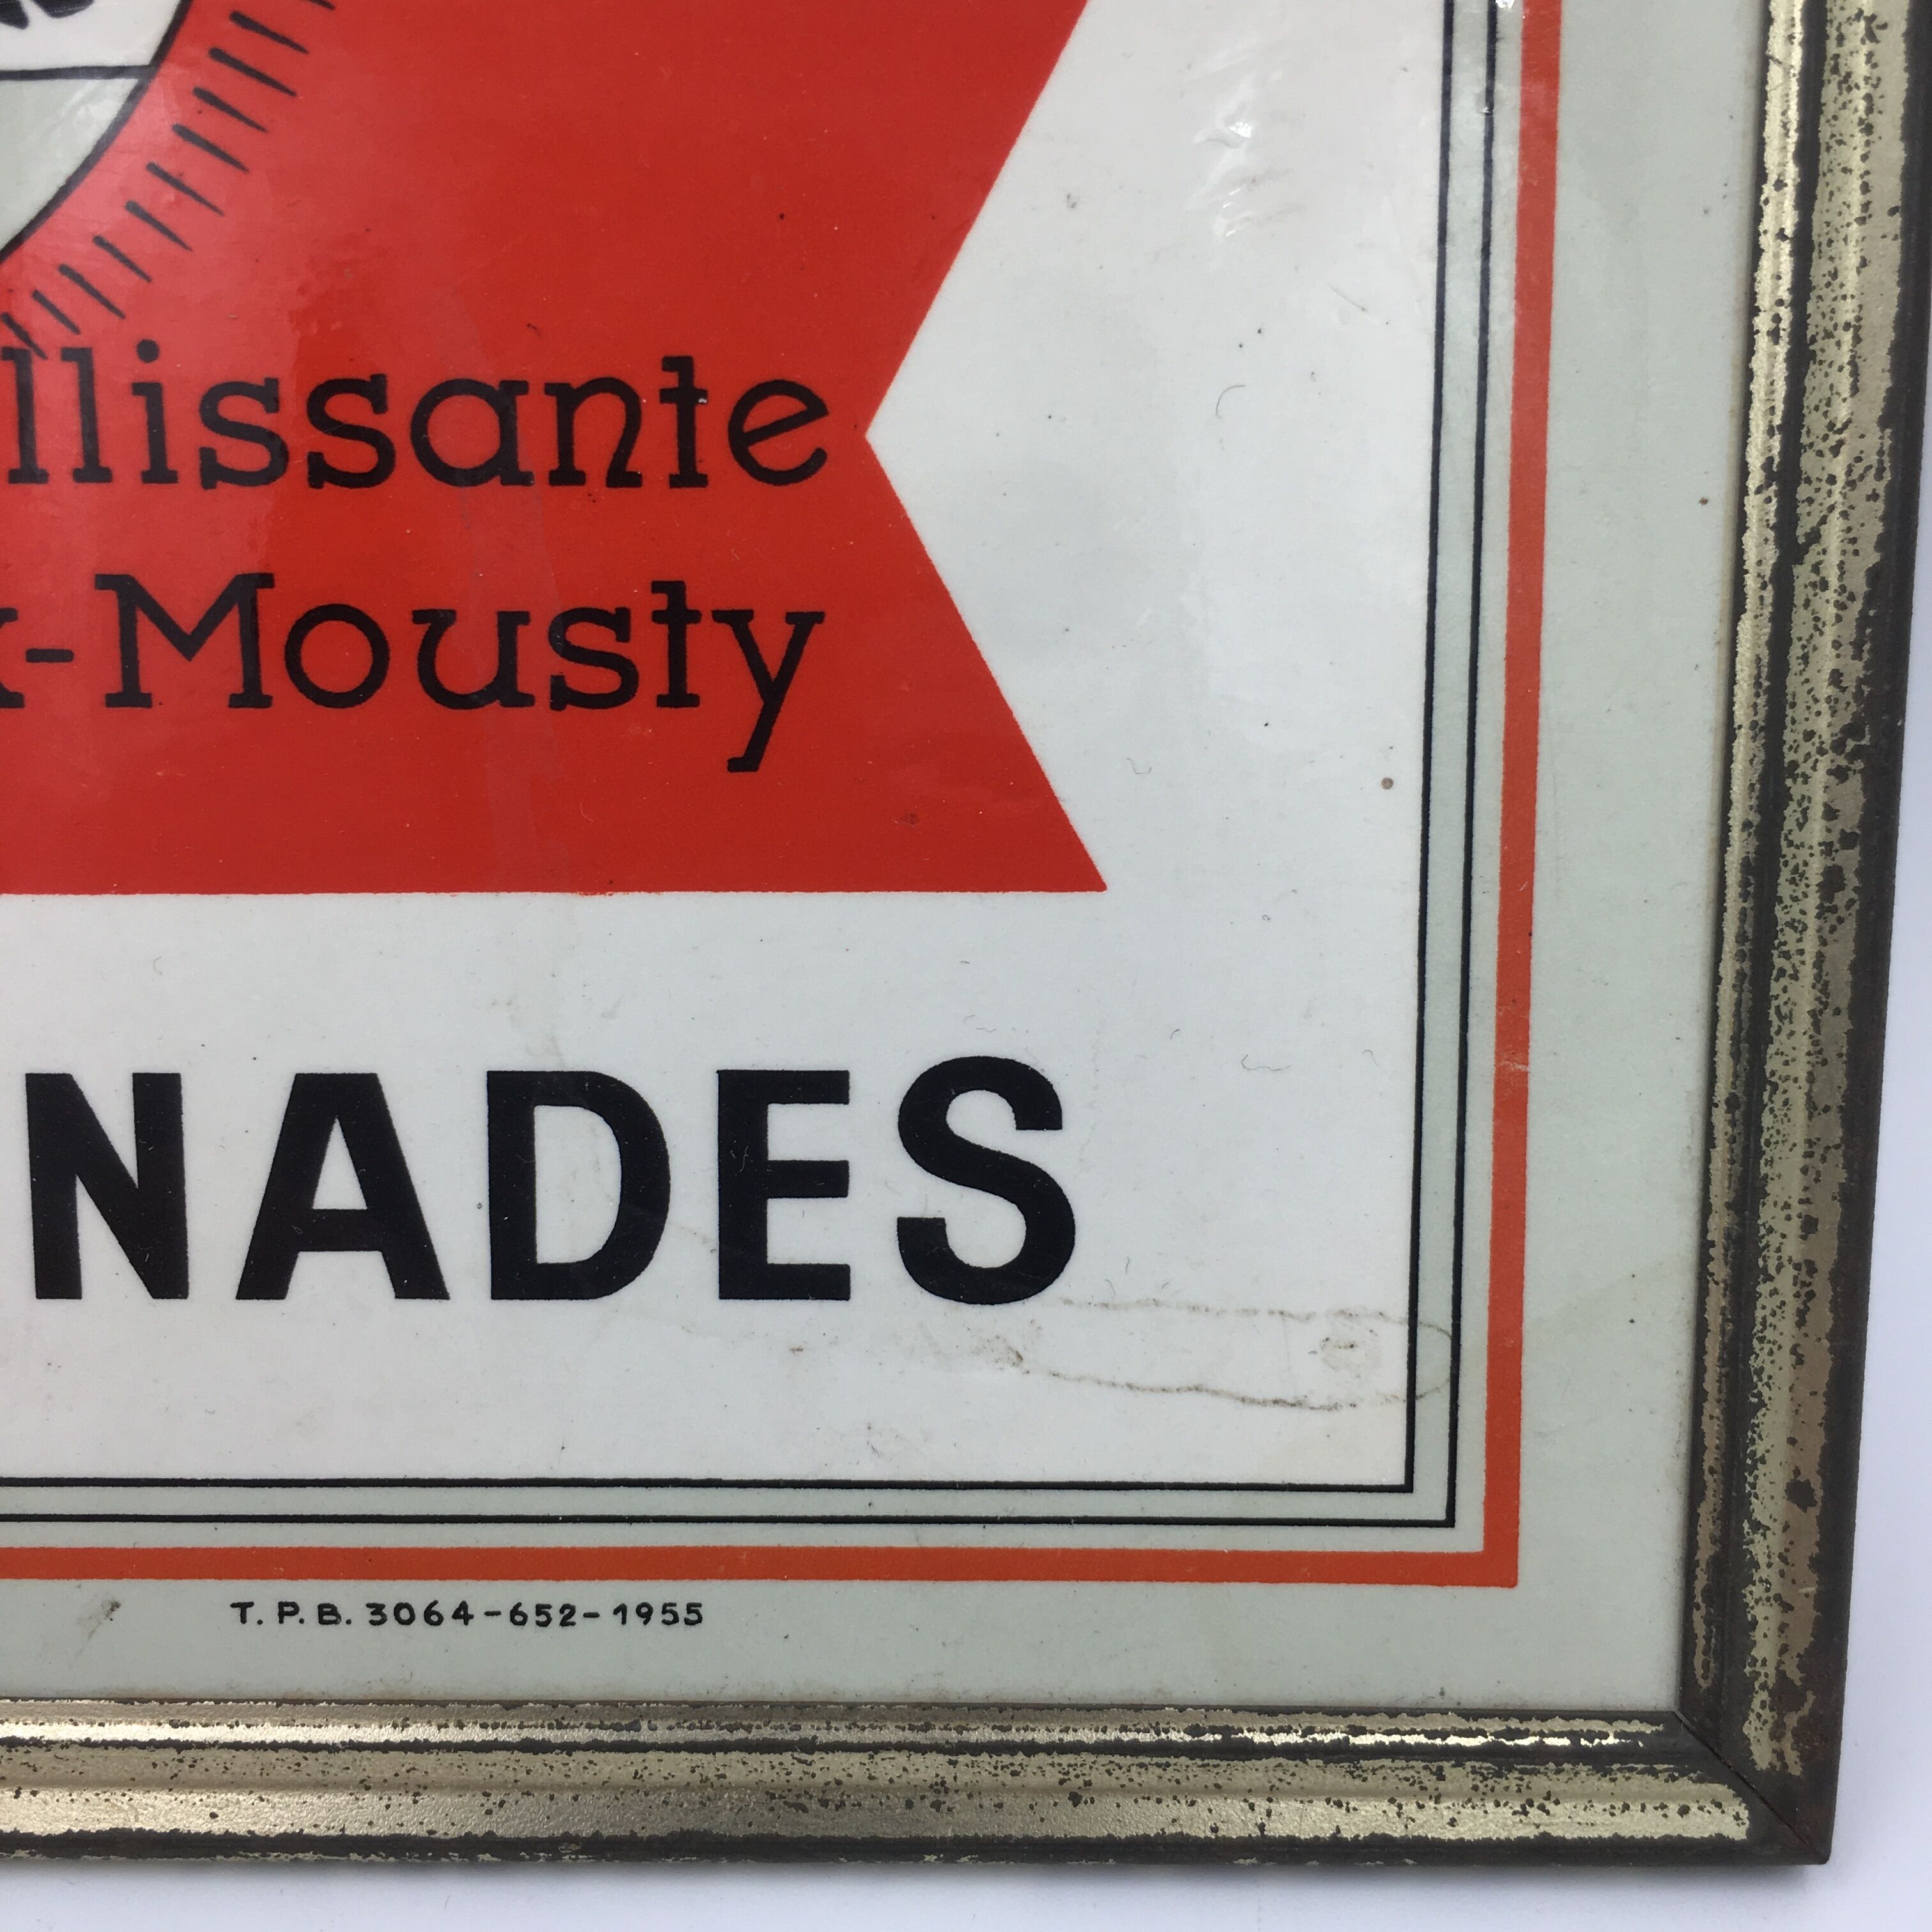 llissante
-Mousty
NADES
T. P. B. 3064-652-1955